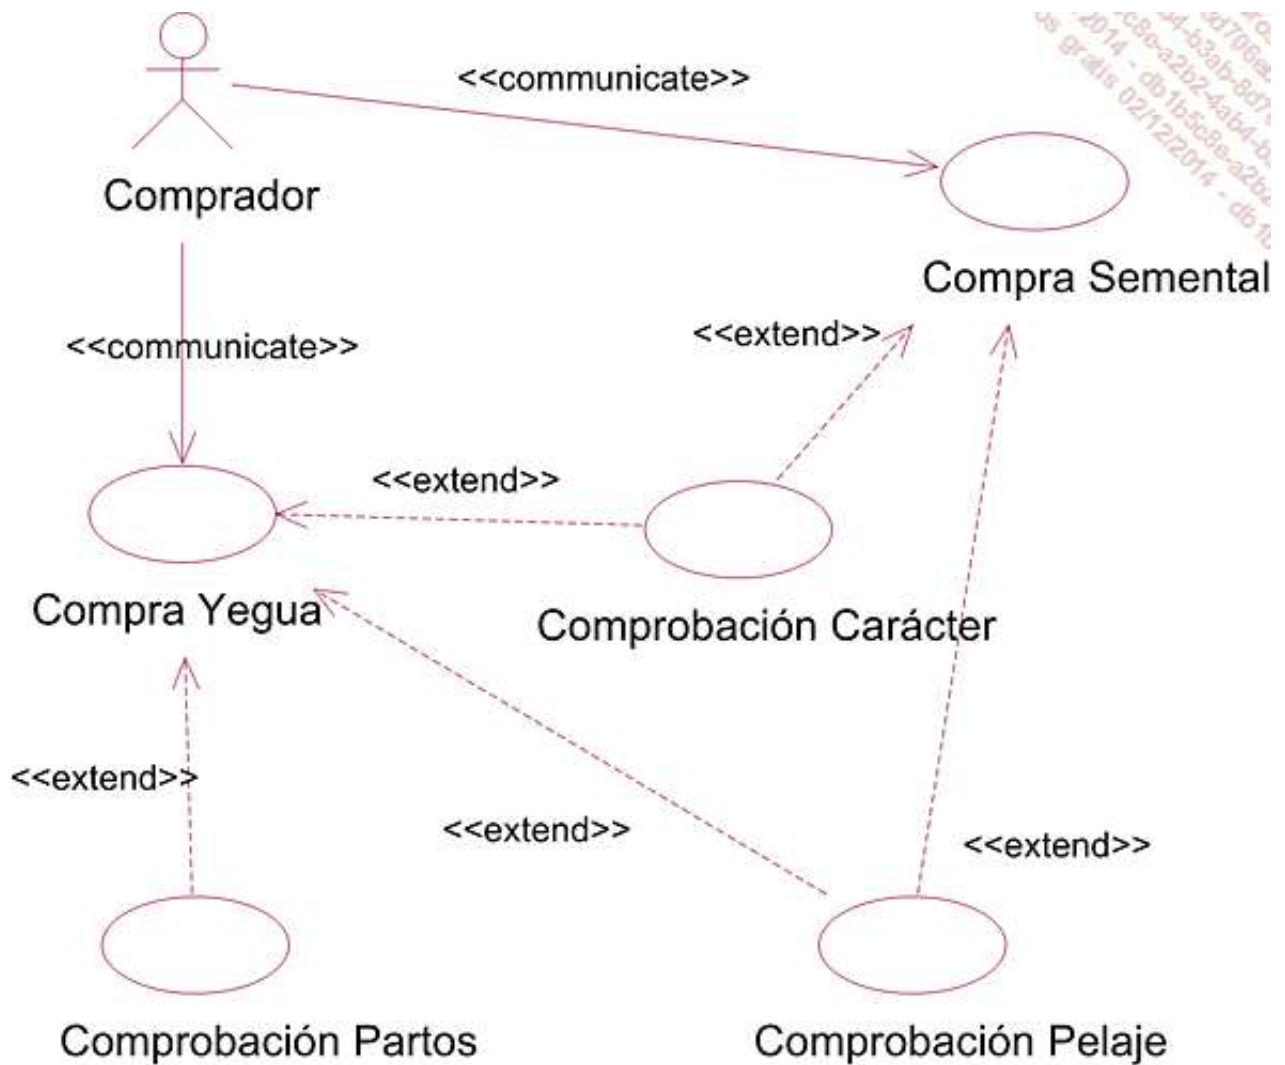 <<communicate>>
Comprador
Compra Semental
<<communicate>>
<<extend>>
<<extend>>
Compra Yegua
Comprobación Carácter
<<extend>>
<<extend>>
<<extend>>
Comprobación Partos
Comprobación Pelaje